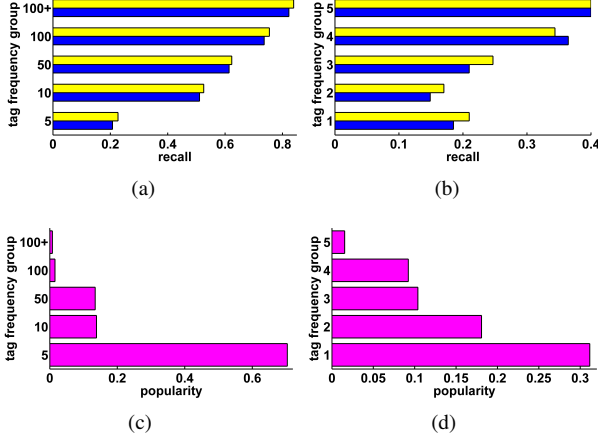 tag frequency group
100+
100
50
10
5
0 0.2 0.4 0.6 0.8
recall
(a)
tag frequency group
5
4
3
2
1
0 0.1 0.2 0.3 0.4
recall
(b)
tag frequency group
100+
100
50
10
5
0 0.2 0.4 0.6
popularity
(c)
tag frequency group
5
4
3
2
1
0 0.05 0.1 0.15 0.2 0.25 0.3
popularity
(d)